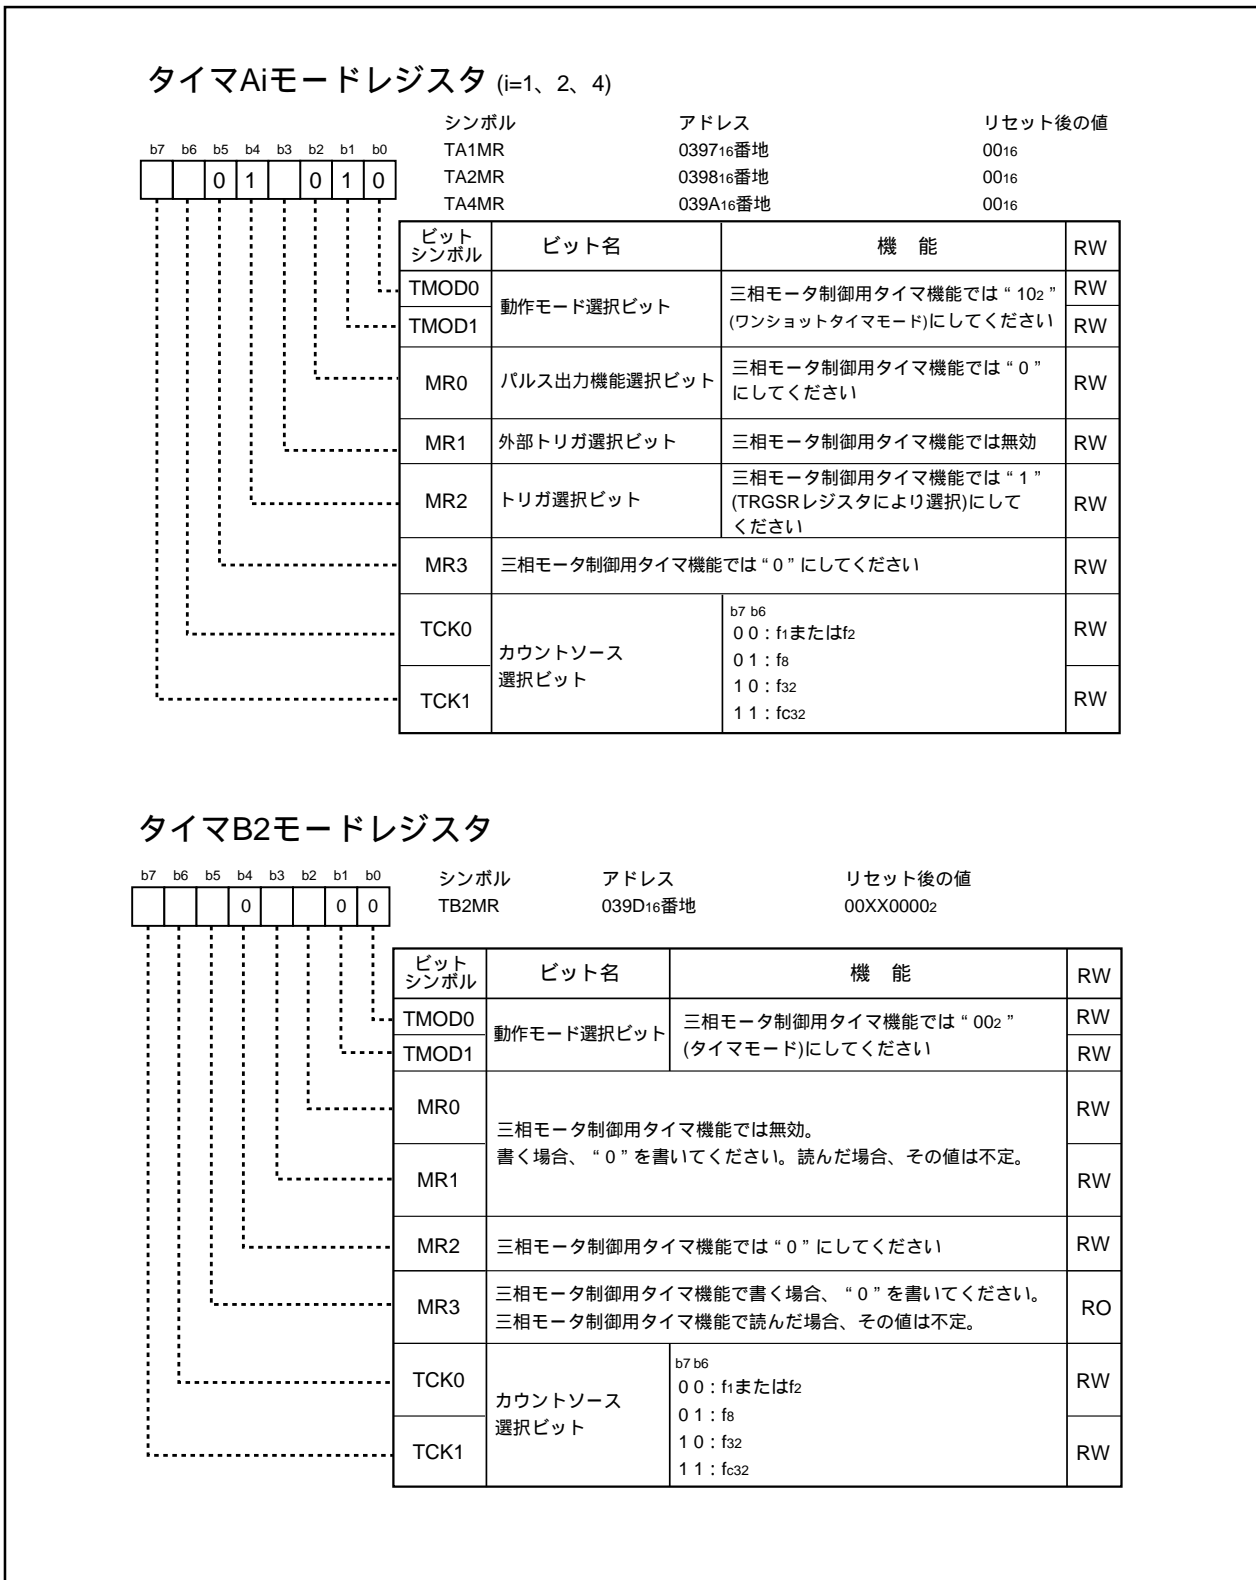 タイマAiモードレジスタ (i=1、2、4)
シンボル アドレス リセット後の値
TA1MR 039716番地 0016
TA2MR 039816番地 0016
TA4MR 039A16番地 0016
b7 b6 b5 b4 b3 b2 b1 b0
0 1 0 1 0
ビット
シンボル ビット名 機 能 RW
TMOD0 動作モード選択ビット 三相モータ制御用タイマ機能では“102” RW
TMOD1 (ワンショットタイマモード)にしてください RW
MR0 パルス出力機能選択ビット 三相モータ制御用タイマ機能では“0” RW
にしてください
MR1 外部トリガ選択ビット 三相モータ制御用タイマ機能では無効 RW
MR2 トリガ選択ビット 三相モータ制御用タイマ機能では“1” RW
(TRGSRレジスタにより選択)にして
ください
MR3 三相モータ制御用タイマ機能では“0”にしてください RW
TCK0 カウントソース RW
TCK1 選択ビット RW
b7 b6
0 0：f1またはf2
0 1：f8
1 0：f32
1 1：fC32
タイマB2モードレジスタ
シンボル アドレス リセット後の値
TB2MR 039D16番地 00XX00002
b7 b6 b5 b4 b3 b2 b1 b0
0 0 0
ビット
シンボル ビット名 機 能 RW
TMOD0 動作モード選択ビット 三相モータ制御用タイマ機能では“002” RW
TMOD1 (タイマモード)にしてください RW
MR0 三相モータ制御用タイマ機能では無効。 RW
MR1 書く場合、“0”を書いてください。読んだ場合、その値は不定。 RW
MR2 三相モータ制御用タイマ機能では“0”にしてください RW
MR3 三相モータ制御用タイマ機能で書く場合、“0”を書いてください。 RO
三相モータ制御用タイマ機能で読んだ場合、その値は不定。
TCK0 カウントソース RW
TCK1 選択ビット RW
b7 b6
0 0：f1またはf2
0 1：f8
1 0：f32
1 1：fc32